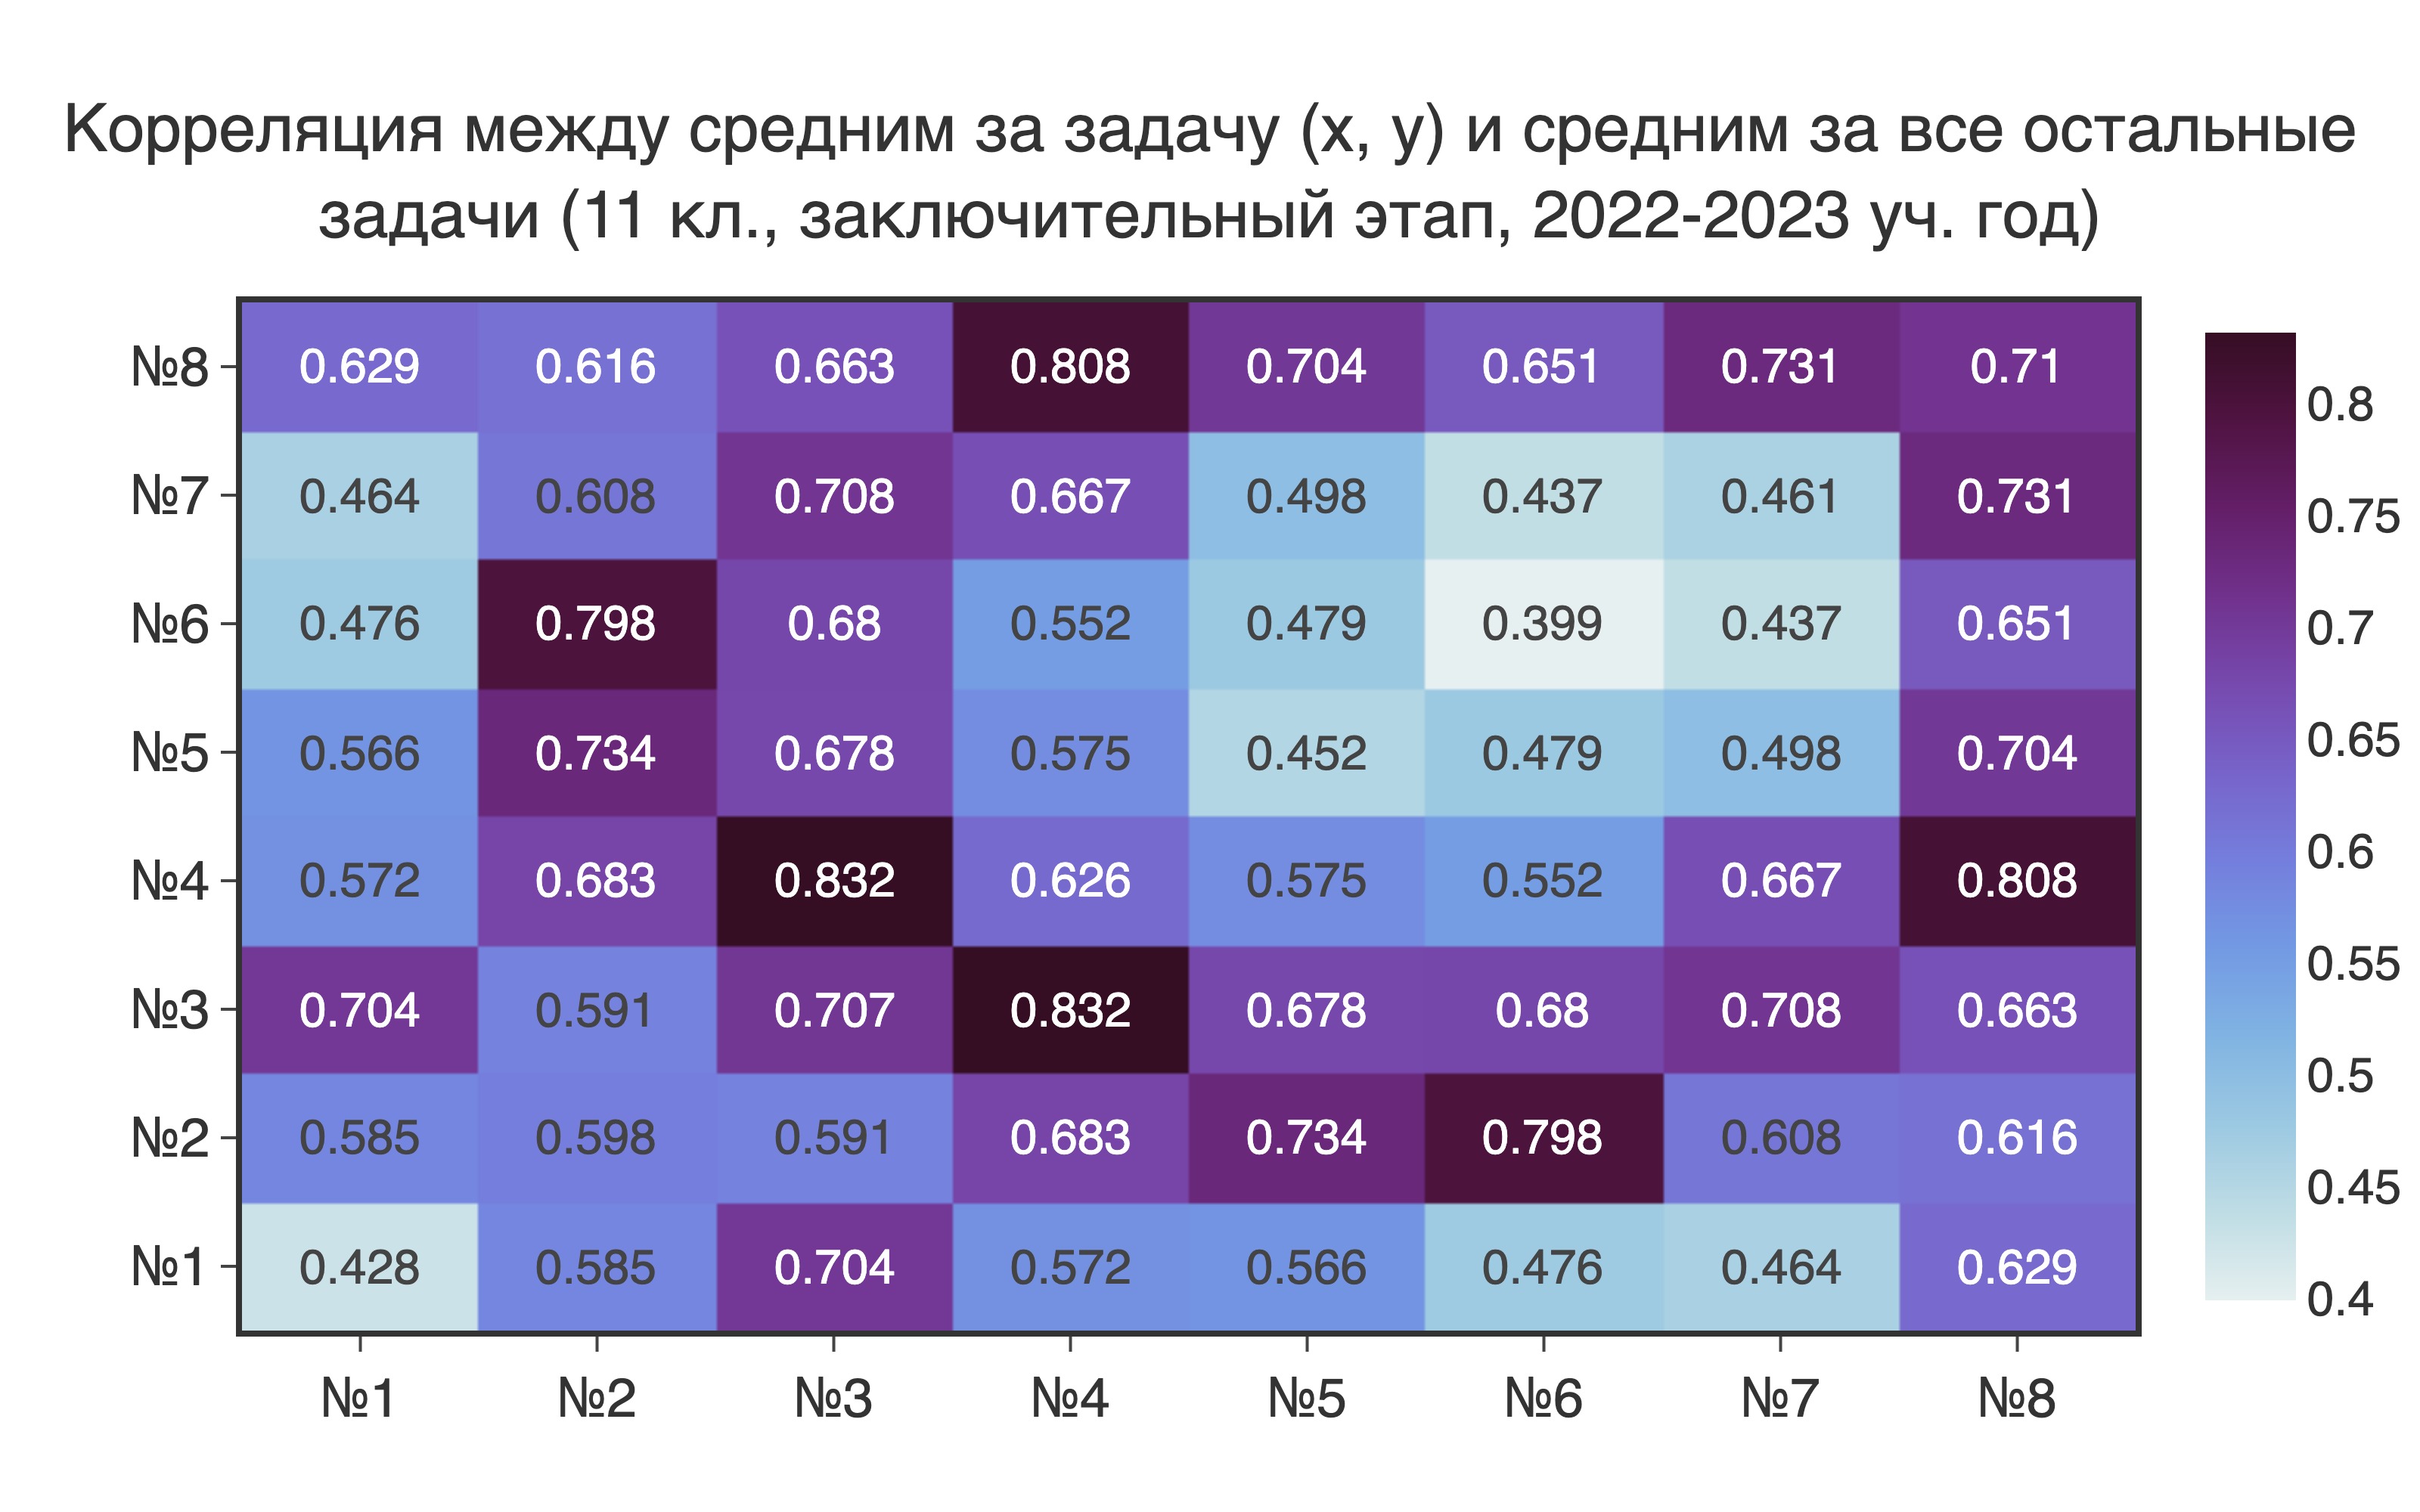 Корреляция между средним за задачу (x, y) и средним за все остальные
задачи (11 кл., заключительный этап, 2022-2023 уч. год)
№8 0.629 0.616 0.663 0.808 0.704 0.651 0.731 0.71
№7 0.464 0.608 0.708 0.667 0.498 0.437 0.461 0.731
№6 0.476 0.798 0.68 0.552 0.479 0.399 0.437 0.651
№5 0.566 0.734 0.678 0.575 0.452 0.479 0.498 0.704
№4 0.572 0.683 0.832 0.626 0.575 0.552 0.667 0.808
№3 0.704 0.591 0.707 0.832 0.678 0.68 0.708 0.663
№2 0.585 0.598 0.591 0.683 0.734 0.798 0.608 0.616
№1 0.428 0.585 0.704 0.572 0.566 0.476 0.464 0.629
№1 №2 №3 №4 №5 №6 №7 №8
0.8
0.75
0.7
0.65
0.6
0.55
0.5
0.45
0.4